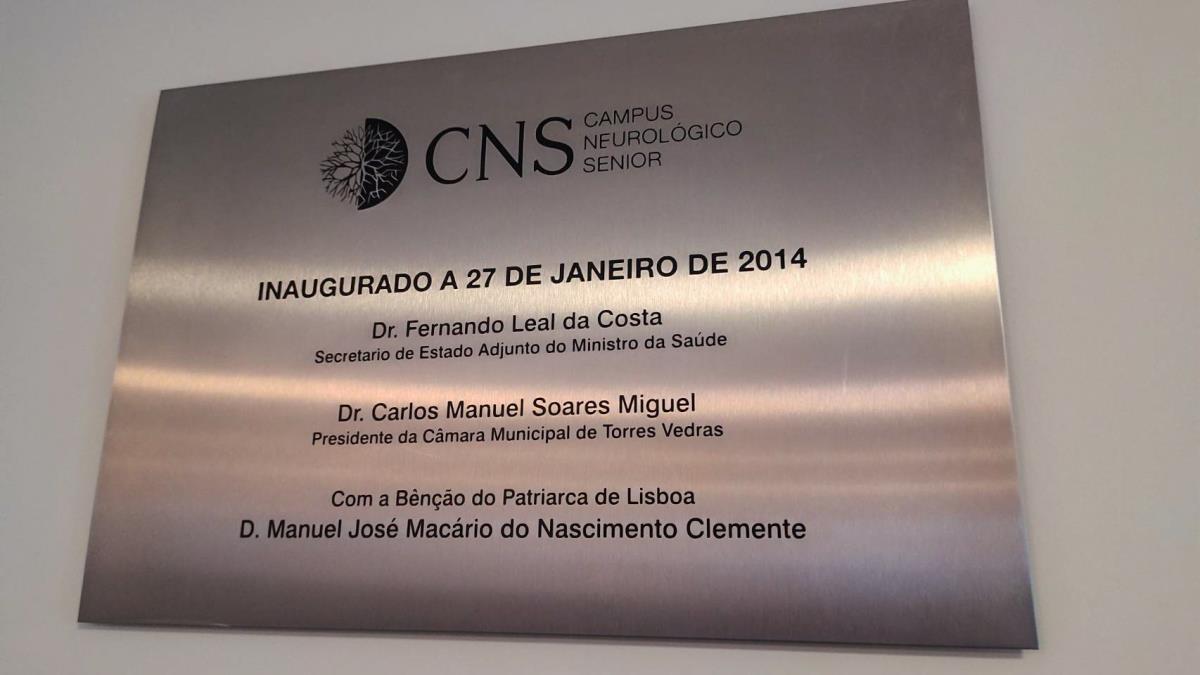 CNS
CAMPUS
NEUROLÓGICO
SENIOR
INAUGURADO A 27 DE JANEIRO DE 2014
Dr. Fernando Leal da Costa
Secretario de Estado Adjunto do Ministro da Saúde
Dr. Carlos Manuel Soares Miguel
Presidente da Câmara Municipal de Torres Vedras
Com a Bênção do Patriarca de Lisboa
D. Manuel José Macário do Nascimento Clemente